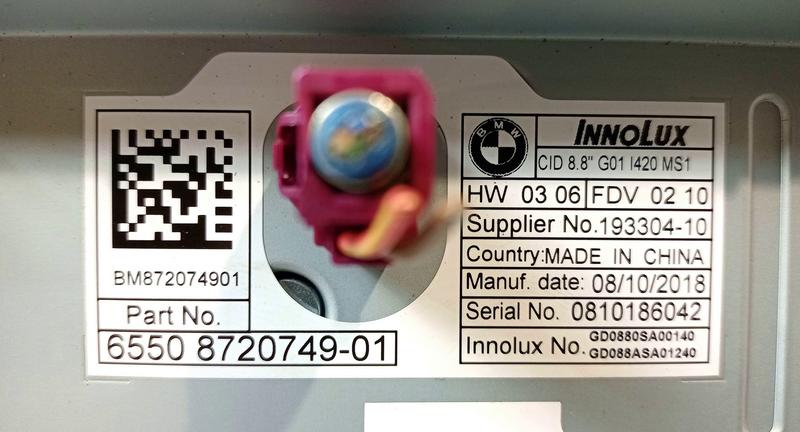 BM872074901
Part No.
6550 8720749-01
BMW
INNOLUX
CID 8.8" G01 I420 MS1
HW 03 06 FDV 02 10
Supplier No.193304-10
Country:MADE IN CHINA
Manuf. date: 08/10/2018
Serial No. 0810186042
Innolux No. GD0880SA00140
GD088ASA01240